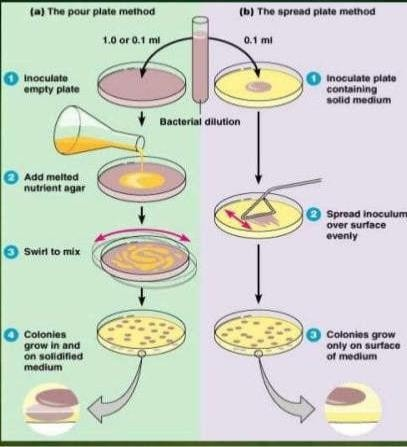 (a) The pour plate method
1.0 or 0.1 ml
1 Inoculate
empty plate
Bacterial dilution
2 Add melted
nutrient agar
3 Swirl to mix
4 Colonies
grow in and
on solidified
medium
(b) The spread plate method
0.1 ml
1 Inoculate plate
containing
solid medium
2 Spread inoculum
over surface
evenly
3 Colonies grow
only on surface
of medium